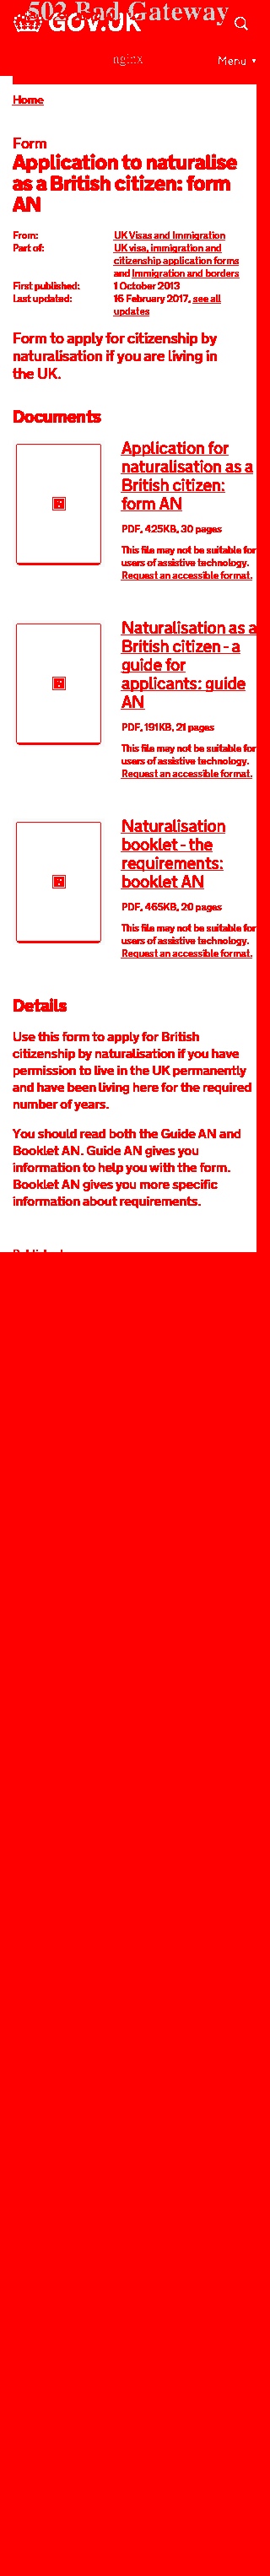 502 Bad Gateway
GOV.UK
nginx
Menu
Home
Form
Application to naturalise
as a British citizen: form
AN
From: UK Visas and Immigration
Part of: UK visa, immigration and
citizenship application forms
and Immigration and borders
First published: 1 October 2013
Last updated: 16 February 2017, see all
updates
Form to apply for citizenship by
naturalisation if you are living in
the UK.
Documents
Application for
naturalisation as a
British citizen:
form AN
PDF, 425KB, 30 pages
This file may not be suitable for
users of assistive technology.
Request an accessible format.
Naturalisation as a
British citizen - a
guide for
applicants: guide
AN
PDF, 191KB, 21 pages
This file may not be suitable for
users of assistive technology.
Request an accessible format.
Naturalisation
booklet - the
requirements:
booklet AN
PDF, 465KB, 20 pages
This file may not be suitable for
users of assistive technology.
Request an accessible format.
Details
Use this form to apply for British
citizenship by naturalisation if you have
permission to live in the UK permanently
and have been living here for the required
number of years.
You should read both the Guide AN and
Booklet AN. Guide AN gives you
information to help you with the form.
Booklet AN gives you more specific
information about requirements.